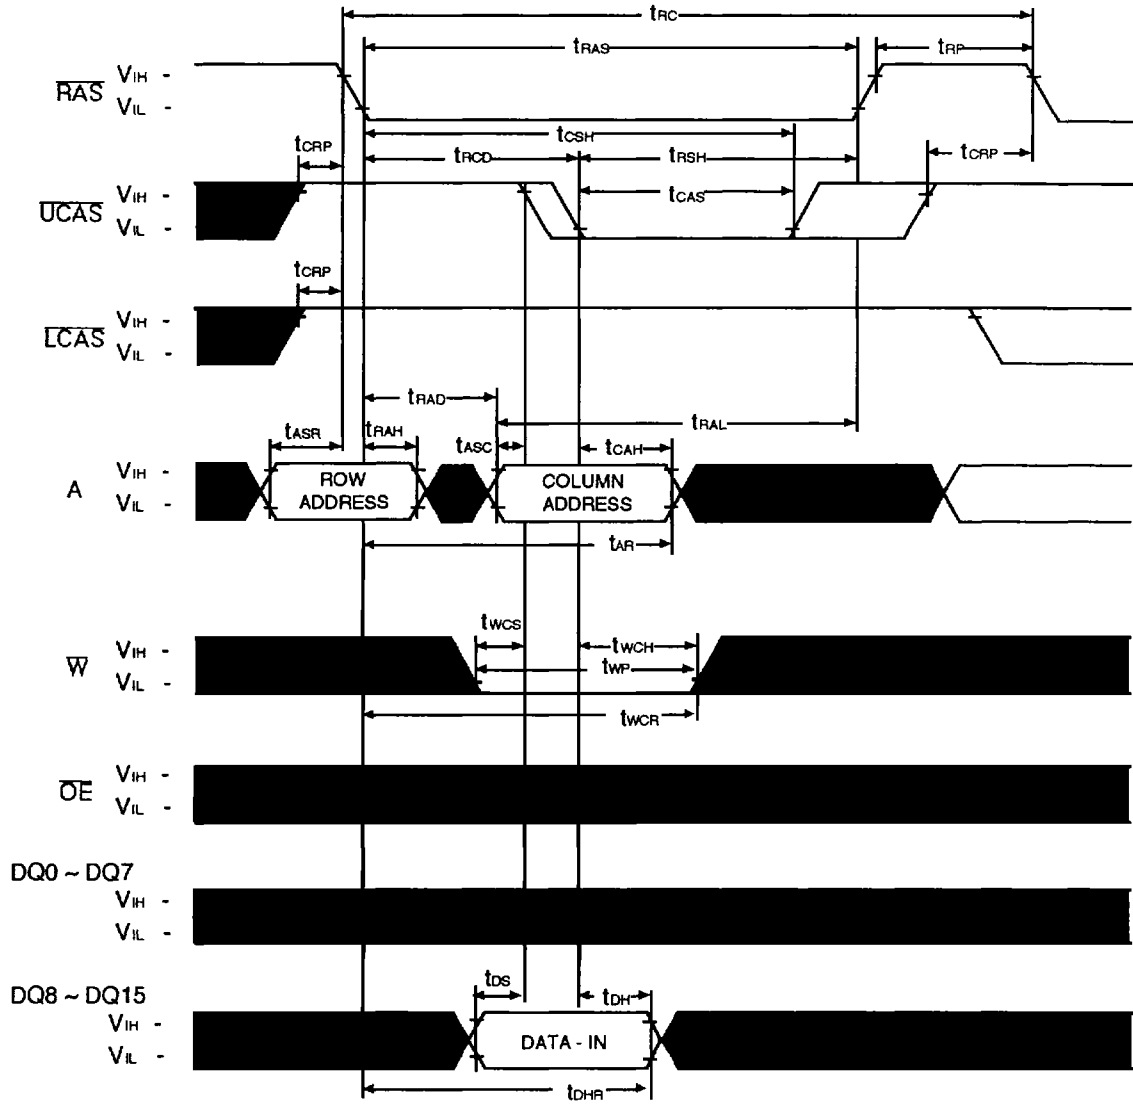 tRC
tRAS
tRP
RAS
VIH -
VIL -
tCSH
tCRP
tRCD
tRSH
tCRP
UCAS
VIH -
VIL -
tCAS
tCRP
LCAS
VIH -
VIL -
tRAD
tRAL
tASR
tRAH
tASC
tCAH
A
VIH -
VIL -
ROW
ADDRESS
COLUMN
ADDRESS
tAR
tWCS
tWCH
W
VIH -
VIL -
tWP
tWCR
OE
VIH -
VIL -
DQ0 ~ DQ7
VIH -
VIL -
DQ8 ~ DQ15
tDS
tDH
VIH -
VIL -
DATA - IN
tDHR